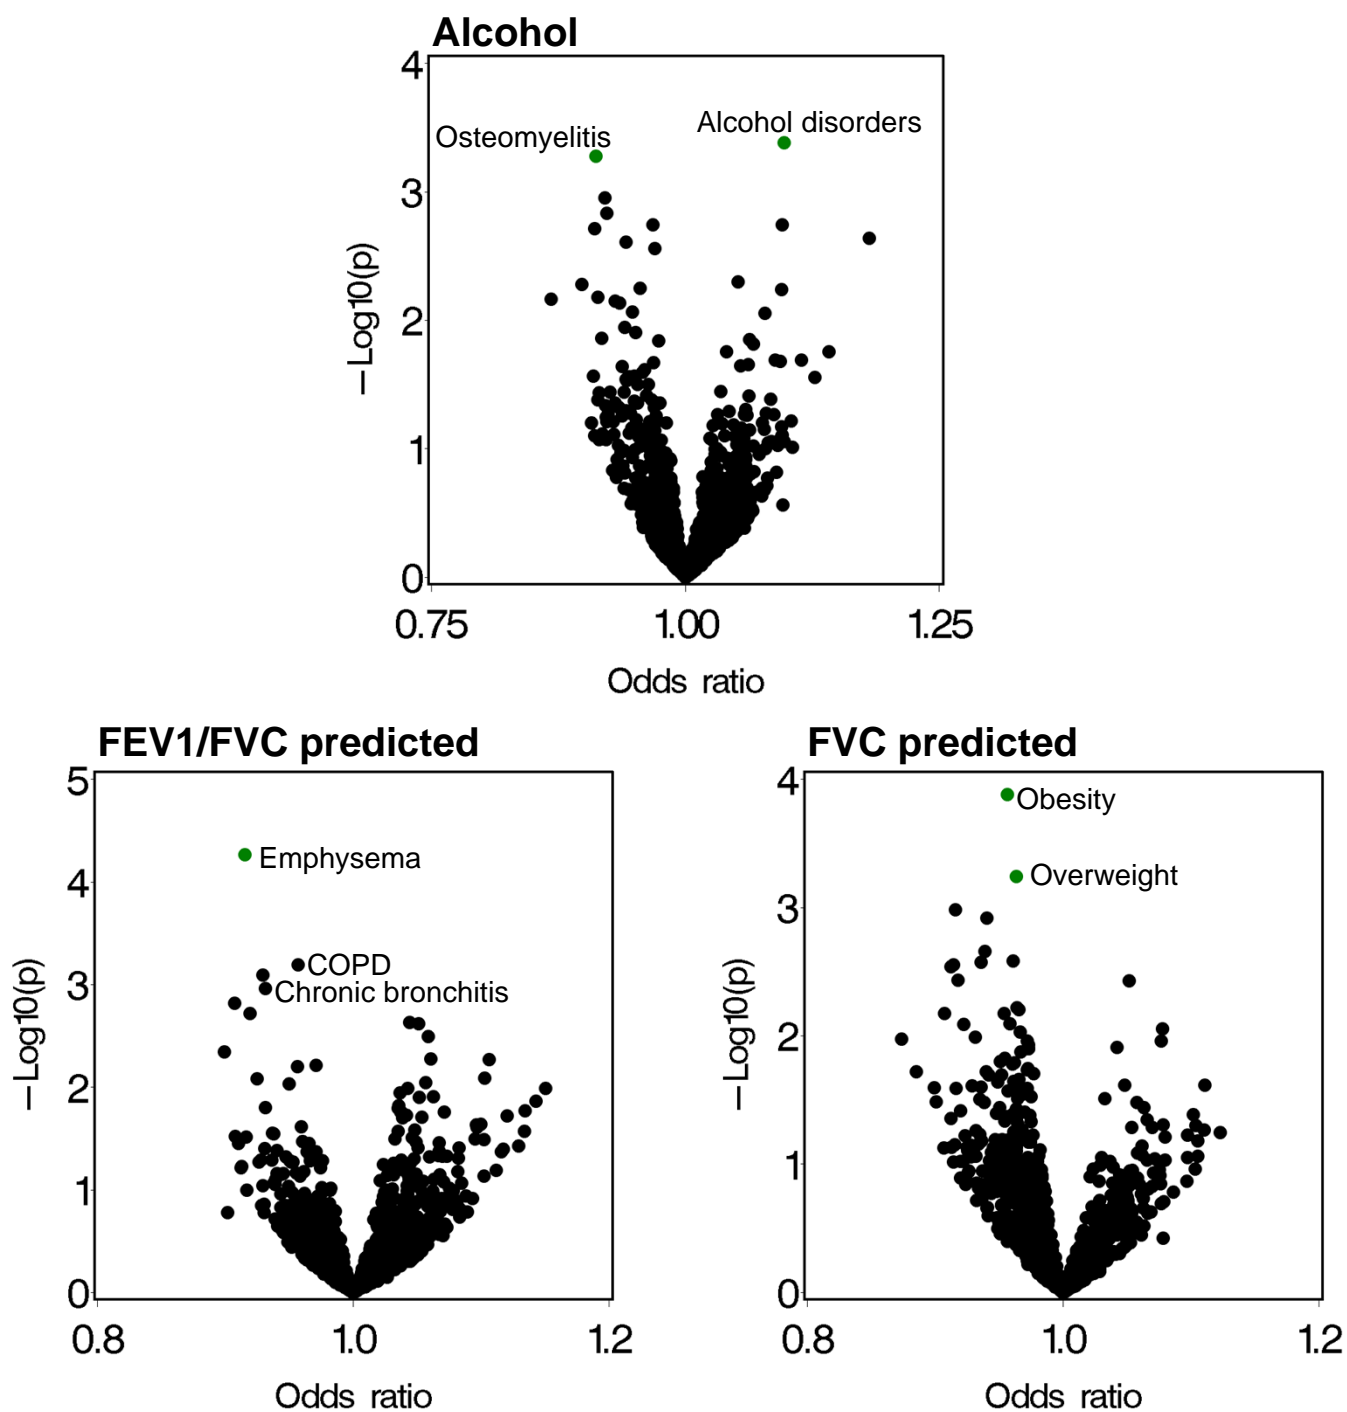 Alcohol
4
3
2
1
0
−Log10(p)
Osteomyelitis
Alcohol disorders
0.75 1.00 1.25
Odds ratio
FEV1/FVC predicted
5
4
3
2
1
0
−Log10(p)
Emphysema
COPD
Chronic bronchitis
0.8 1.0 1.2
Odds ratio
FVC predicted
4
3
2
1
0
−Log10(p)
Obesity
Overweight
0.8 1.0 1.2
Odds ratio